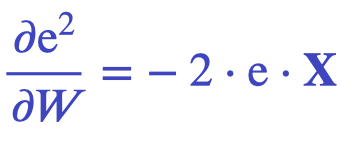 ∂e²/∂W = − 2 · e · X